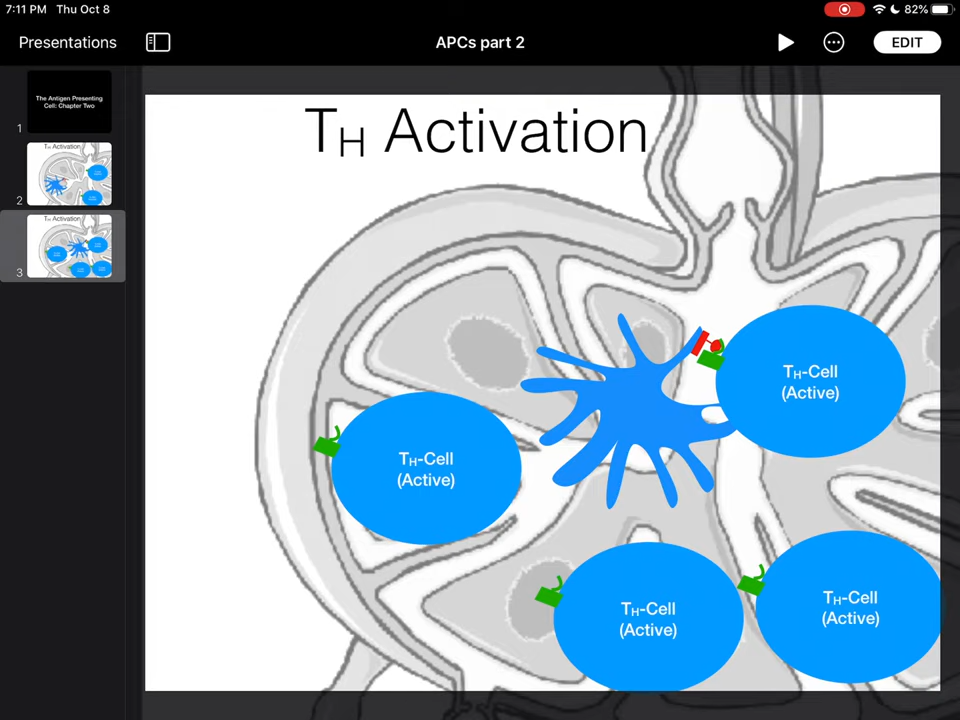 7:11 PM Thu Oct 8
82%
Presentations
APCs part 2
EDIT
The Antigen Presenting
Cell: Chapter Two
1
TH Activation
2
TH Activation
3
TH Activation
TH-Cell
(Active)
TH-Cell
(Active)
TH-Cell
(Active)
TH-Cell
(Active)